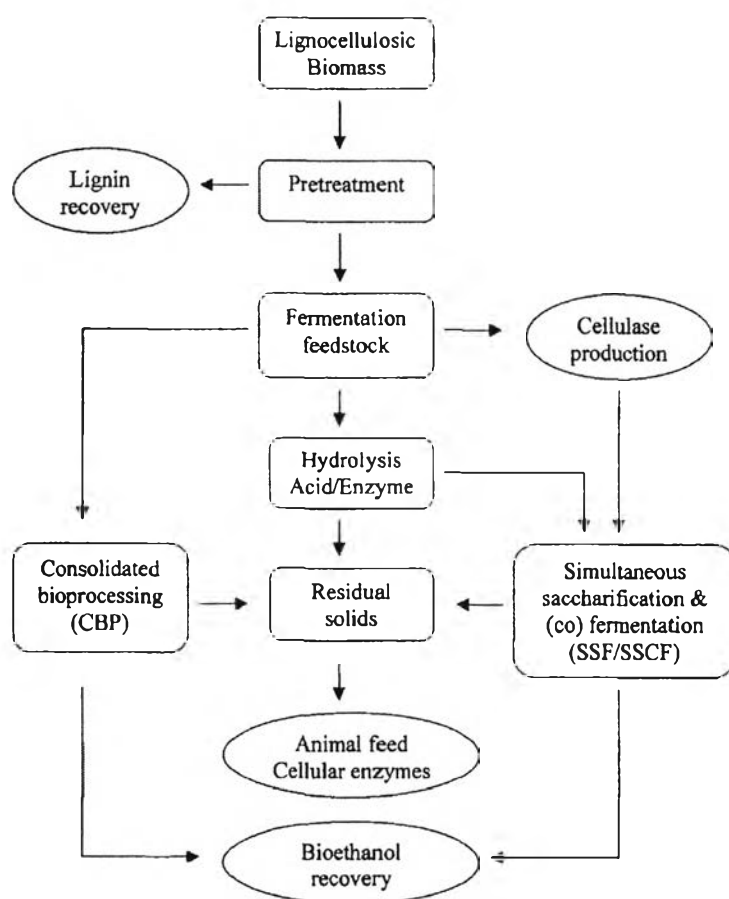 Lignocellulosic
Biomass
Pretreatment
Lignin
recovery
Fermentation
feedstock
Cellulase
production
Hydrolysis
Acid/Enzyme
Consolidated
bioprocessing
(CBP)
Residual
solids
Simultaneous
saccharification &
(co) fermentation
(SSF/SSCF)
Animal feed
Cellular enzymes
Bioethanol
recovery